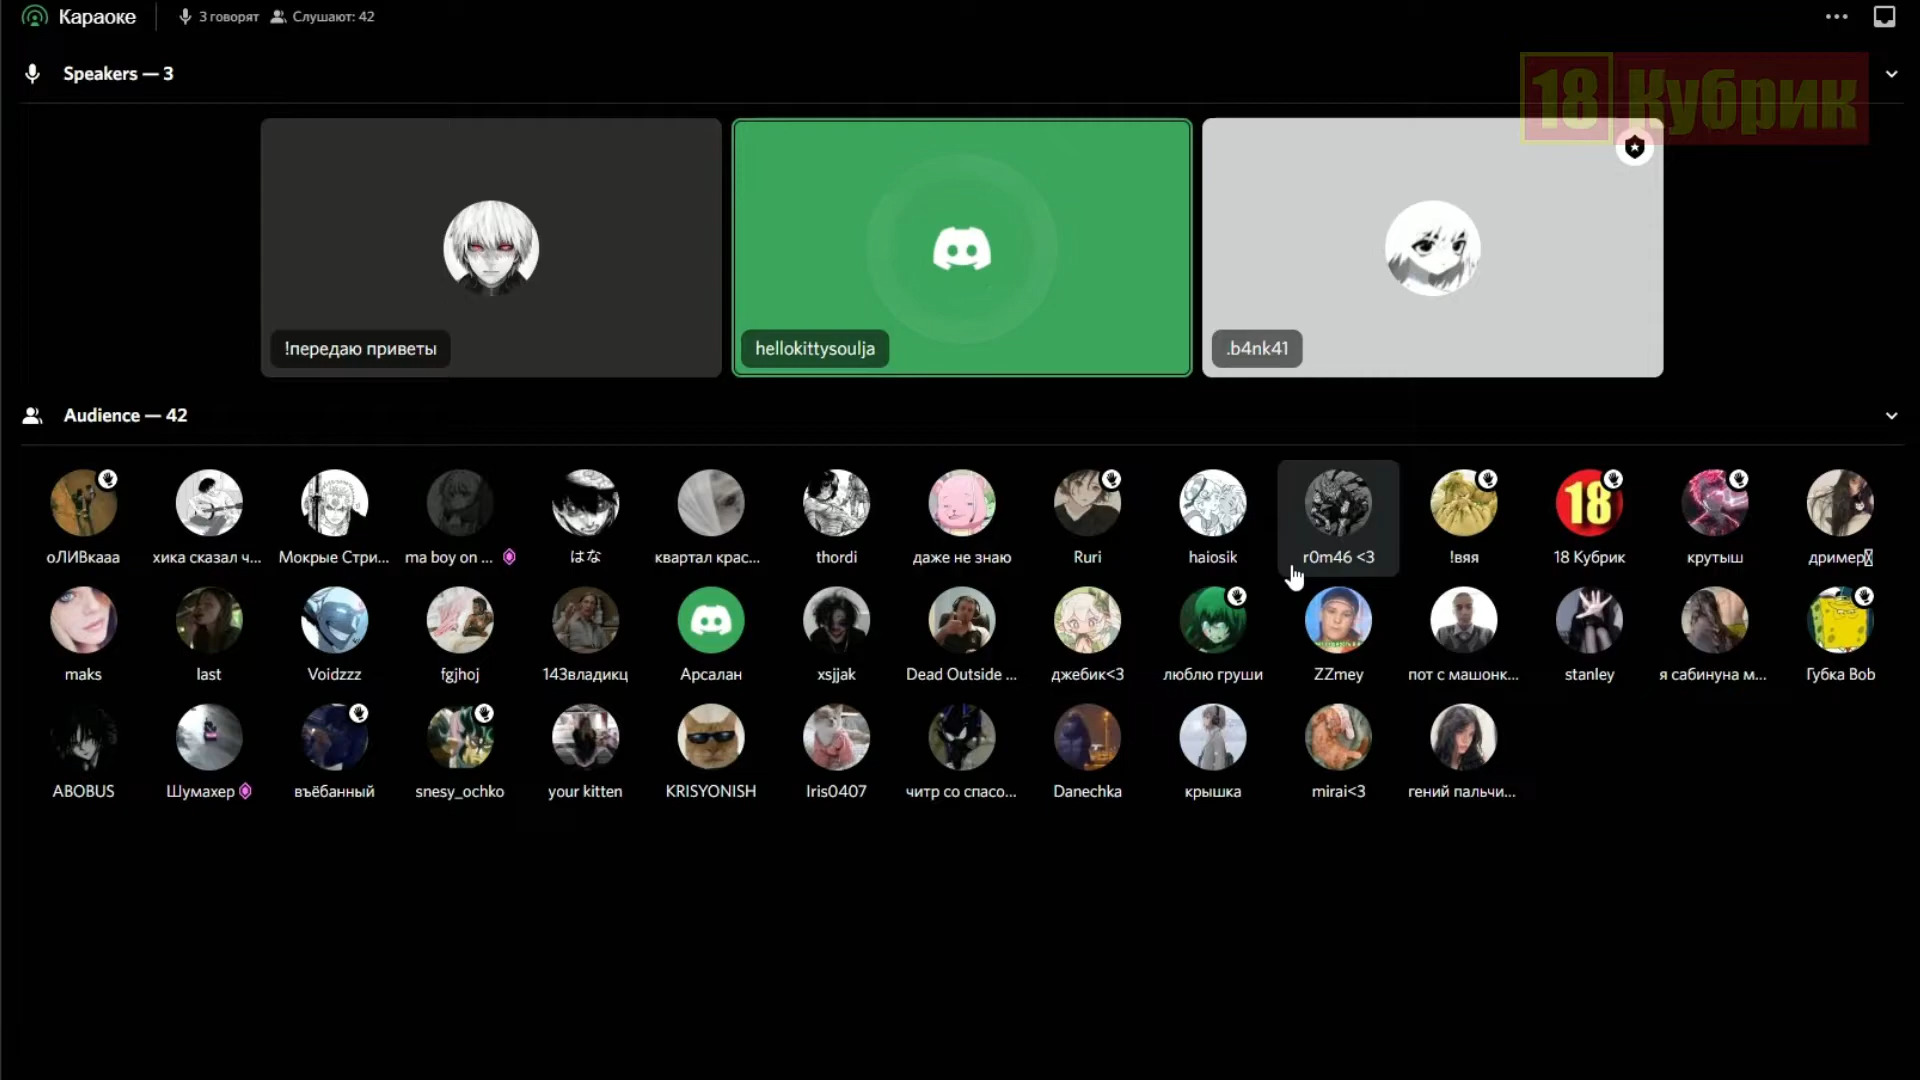 Караоке
3 говорят
Слушают: 42
Speakers — 3
18 Кубрик
!передаю приветы
hellokittysoulja
.b4nk41
Audience — 42
оЛИВкааа
хика сказал ч...
Мокрые Стри...
ma boy on ...
はな
квартал крас...
thordi
даже не знаю
Ruri
haiosik
r0m46 <3
!вяя
18
18 Кубрик
крутыш
дример
maks
last
Voidzzz
fgjhoj
143владикц
Арсалан
xsjjak
Dead Outside ...
джебик<3
люблю груши
ZZmey
пот с машонк...
stanley
я сабинуна м...
Губка Bob
ABOBUS
Шумахер
въёбанный
snesy_ochko
your kitten
KRISYONISH
Iris0407
читр со спасо...
Danechka
крышка
mirai<3
гений пальчи...